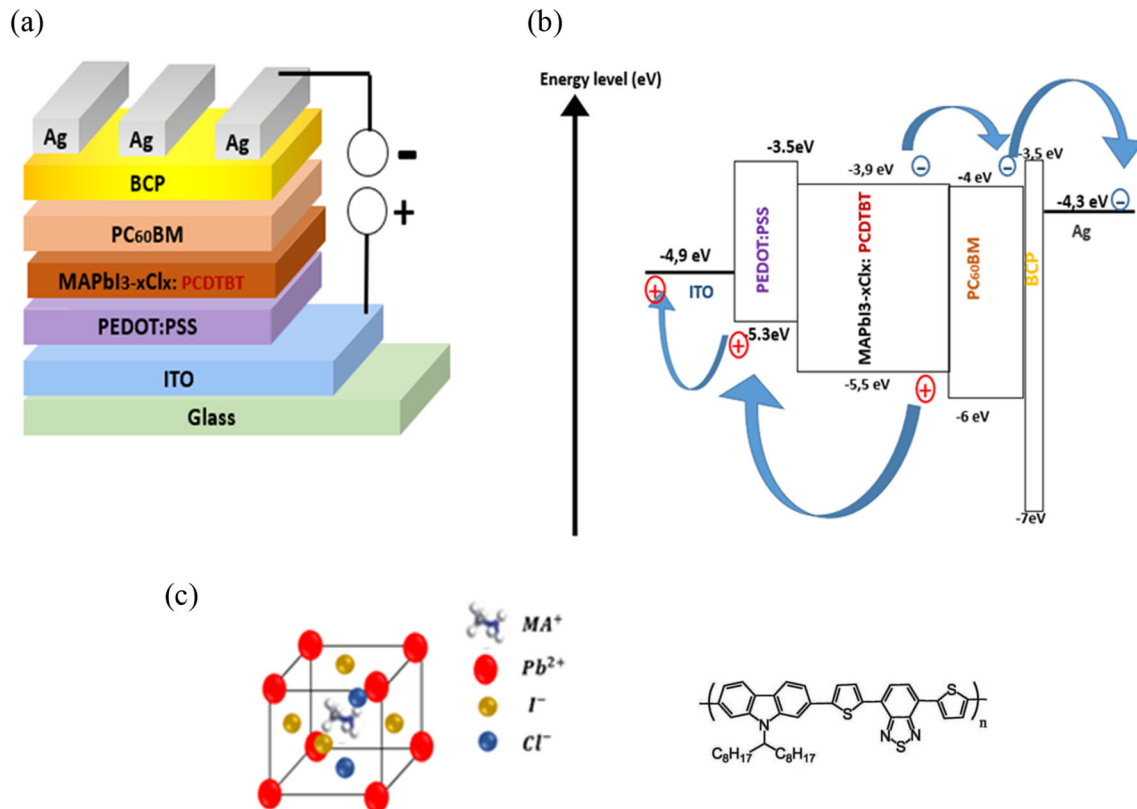 (a)
Ag
Ag
Ag
BCP
PC60BM
MAPbI3-xClx: PCDTBT
PEDOT:PSS
ITO
Glass
-
+
(b)
Energy level (eV)
-3.5eV
-3,9 eV
-4 eV
-3,5 eV
-4,3 eV
Ag
-4,9 eV
ITO
PEDOT:PSS
MAPbI3-xClx: PCDTBT
PC60BM
BCP
-5.3eV
-5,5 eV
-6 eV
-7eV
+
+
+
-
-
-
(c)
MA⁺
Pb²⁺
I⁻
Cl⁻
S
N
N
N
S
S
n
C8H17
C8H17